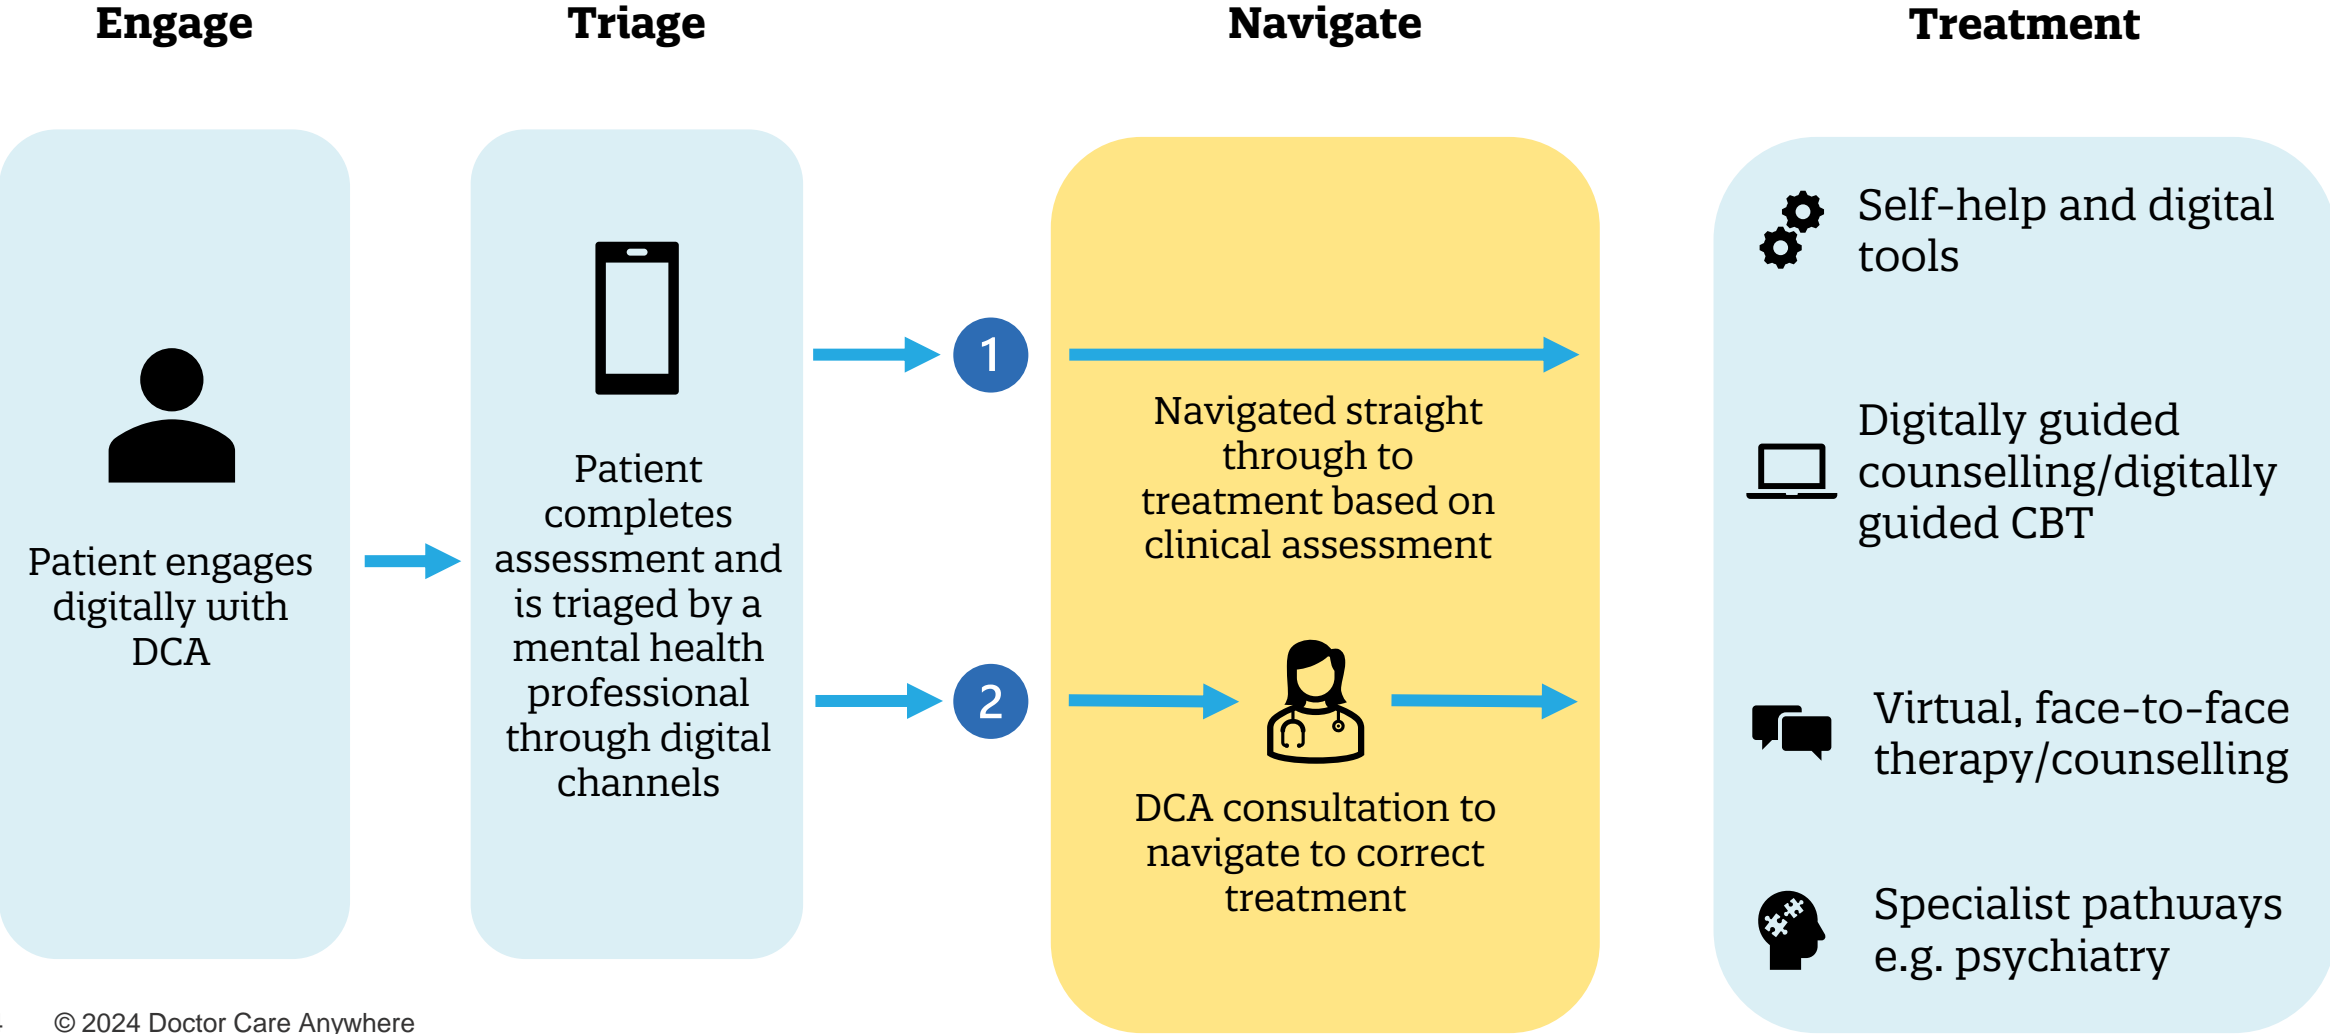 Engage
Triage
Navigate
Treatment
Patient engages
digitally with
DCA
Patient
completes
assessment and
is triaged by a
mental health
professional
through digital
channels
1
2
Navigated straight
through to
treatment based on
clinical assessment
DCA consultation to
navigate to correct
treatment
Self-help and digital
tools
Digitally guided
counselling/digitally
guided CBT
Virtual, face-to-face
therapy/counselling
Specialist pathways
e.g. psychiatry
© 2024 Doctor Care Anywhere